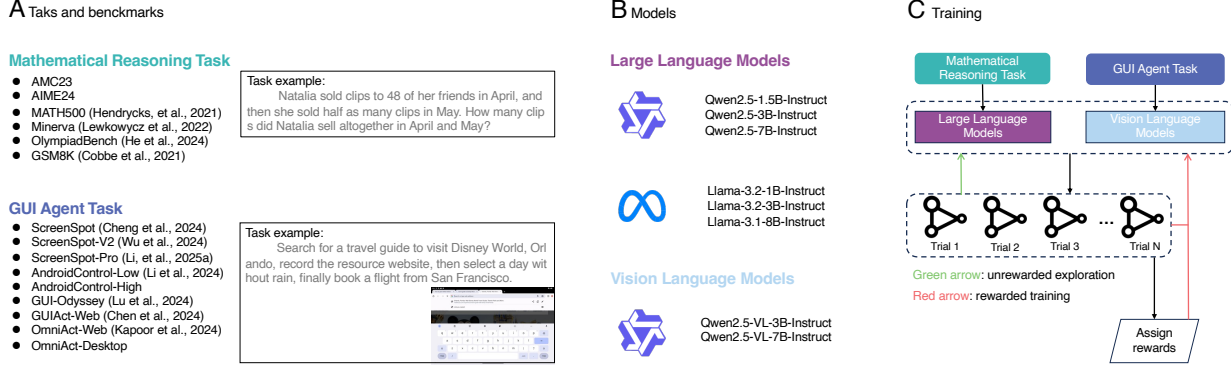 A Taks and benckmarks
Mathematical Reasoning Task
AMC23
AIME24
MATH500 (Hendrycks, et al., 2021)
Minerva (Lewkowycz et al., 2022)
OlympiadBench (He et al., 2024)
GSM8K (Cobbe et al., 2021)
Task example:
Natalia sold clips to 48 of her friends in April, and
then she sold half as many clips in May. How many clip
s did Natalia sell altogether in April and May?
GUI Agent Task
ScreenSpot (Cheng et al., 2024)
ScreenSpot-V2 (Wu et al., 2024)
ScreenSpot-Pro (Li, et al., 2025a)
AndroidControl-Low (Li et al., 2024)
AndroidControl-High
GUI-Odyssey (Lu et al., 2024)
GUIAct-Web (Chen et al., 2024)
OmniAct-Web (Kapoor et al., 2024)
OmniAct-Desktop
Task example:
Search for a travel guide to visit Disney World, Orl
ando, record the resource website, then select a day wit
hout rain, finally book a flight from San Francisco.
B Models
Large Language Models
Qwen2.5-1.5B-Instruct
Qwen2.5-3B-Instruct
Qwen2.5-7B-Instruct
Llama-3.2-1B-Instruct
Llama-3.2-3B-Instruct
Llama-3.1-8B-Instruct
Vision Language Models
Qwen2.5-VL-3B-Instruct
Qwen2.5-VL-7B-Instruct
C Training
Mathematical
Reasoning Task
GUI Agent Task
Large Language
Models
Vision Language
Models
Trial 1
Trial 2
Trial 3
...
Trial N
Green arrow: unrewarded exploration
Red arrow: rewarded training
Assign
rewards